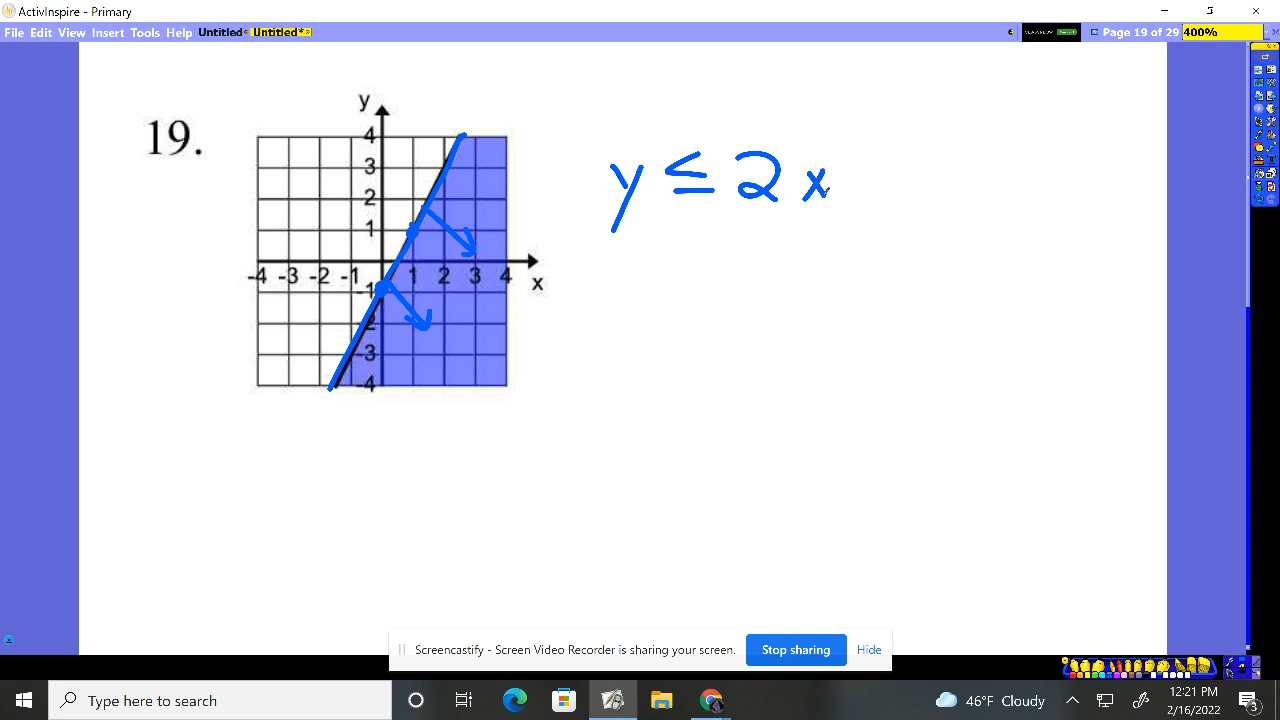 ActivInspire - Primary
File Edit View Insert Tools Help Untitled Untitled* Page 19 of 29 400%
19.
y
4
3
2
1
-4 -3 -2 -1 1 2 3 4
x
-1
-3
-4
y ≤ 2x
Screencastify - Screen Video Recorder is sharing your screen. Stop sharing Hide
Type here to search
46°F Cloudy
12:21 PM
2/16/2022
3